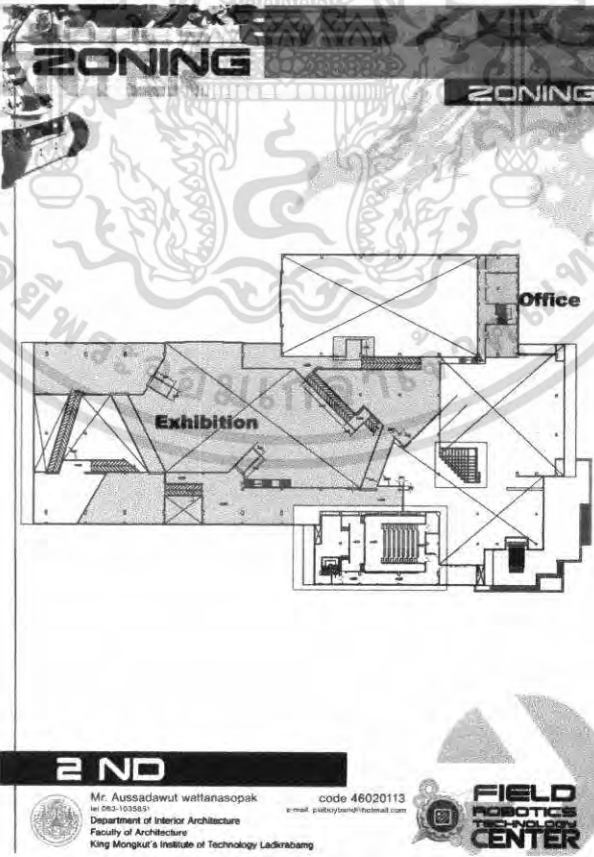 ZONING
ZONING
Office
Exhibition
2 ND
Mr. Aussadawut wattanasopak
code 46020113
Department of Interior Architecture
Faculty of Architecture
King Mongkut's Institute of Technology Ladkrabamg
FIELD
ROBOTICS
TECHNOLOGY
CENTER